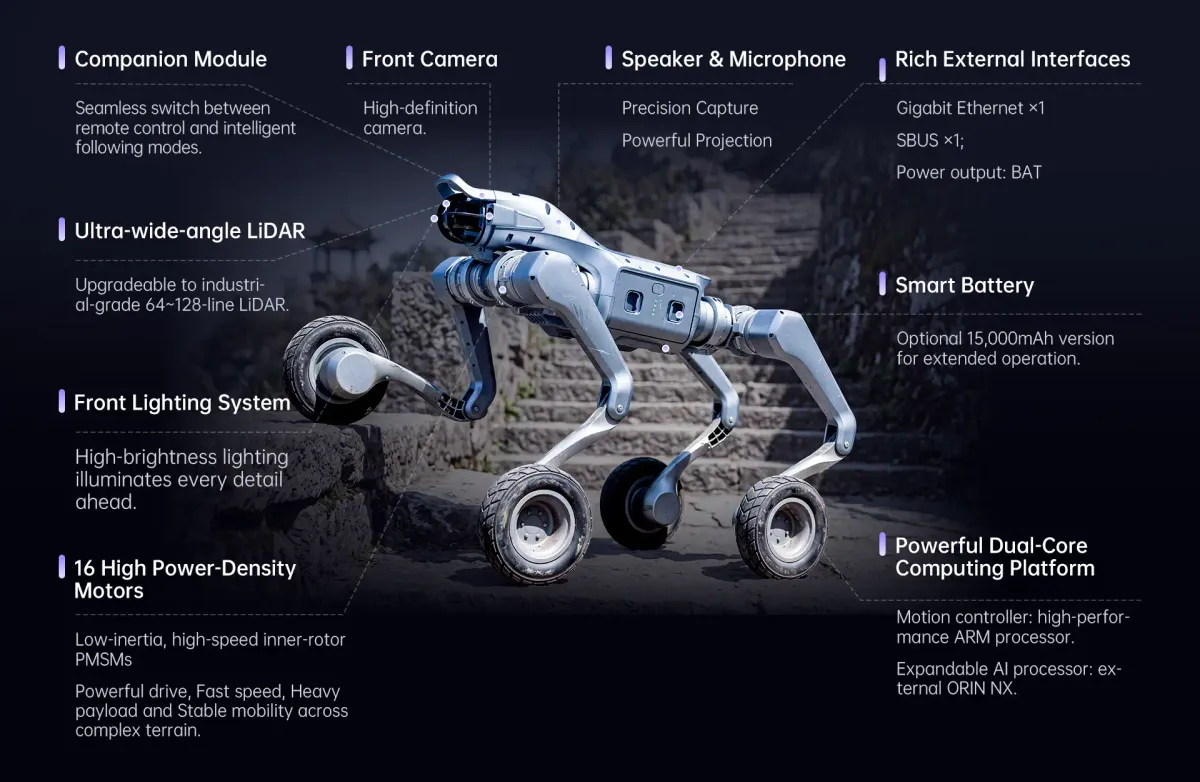 Companion Module
Seamless switch between
remote control and intelligent
following modes.
Front Camera
High-definition
camera.
Speaker & Microphone
Precision Capture
Powerful Projection
Rich External Interfaces
Gigabit Ethernet ×1
SBUS ×1;
Power output: BAT
Ultra-wide-angle LiDAR
Upgradeable to industri-
al-grade 64~128-line LiDAR.
Smart Battery
Optional 15,000mAh version
for extended operation.
Front Lighting System
High-brightness lighting
illuminates every detail
ahead.
16 High Power-Density
Motors
Low-inertia, high-speed inner-rotor
PMSMs
Powerful drive, Fast speed, Heavy
payload and Stable mobility across
complex terrain.
Powerful Dual-Core
Computing Platform
Motion controller: high-perfor-
mance ARM processor.
Expandable AI processor: ex-
ternal ORIN NX.